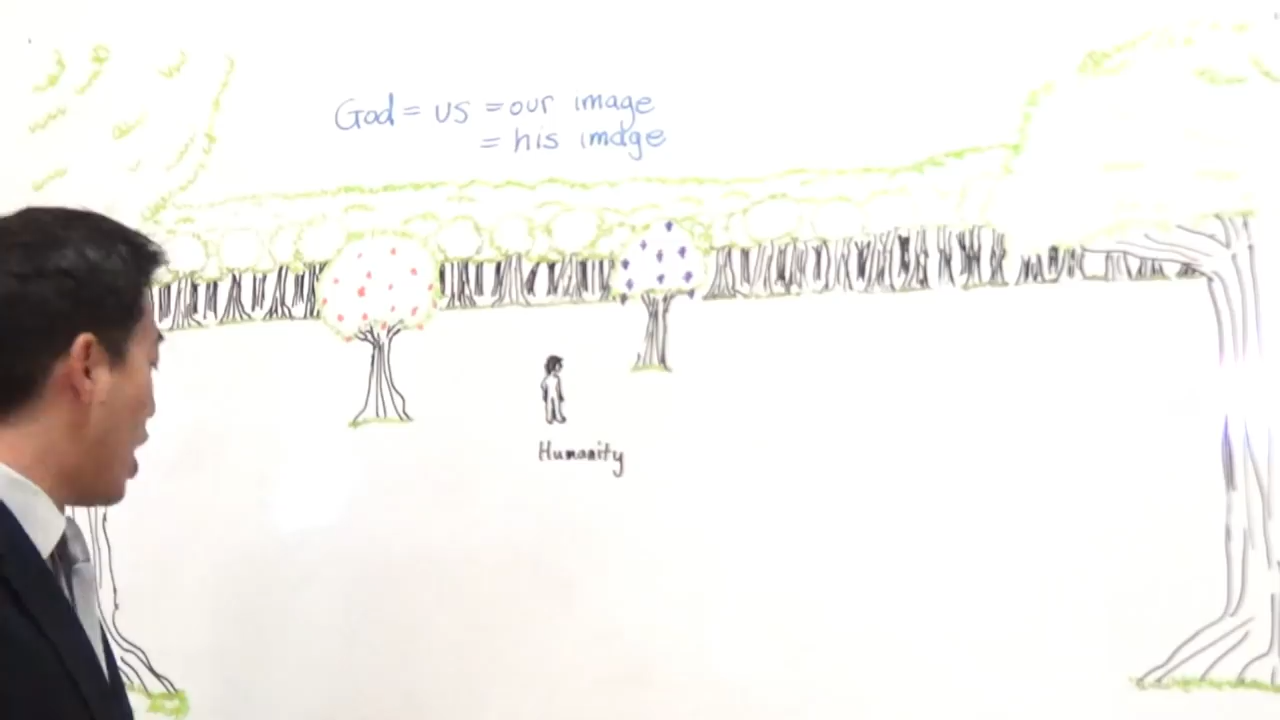 God = us = our image
= his image
Humanity